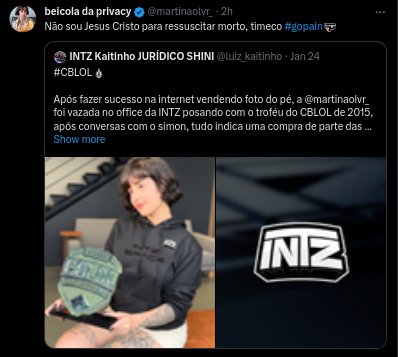 beicola da privacy @martinaolvr_ · 2h
Não sou Jesus Cristo para ressuscitar morto, timeco #gopain
INTZ Kaitinho JURÍDICO SHINI @luiz_kaitinho · Jan 24
#CBLOL
Após fazer sucesso na internet vendendo foto do pé, a @martinaolvr_
foi vazada no office da INTZ posando com o troféu do CBLOL de 2015,
após conversas com o simon, tudo indica uma compra de parte das ...
Show more
INTZ
SPACE
CBLOL
INTZ